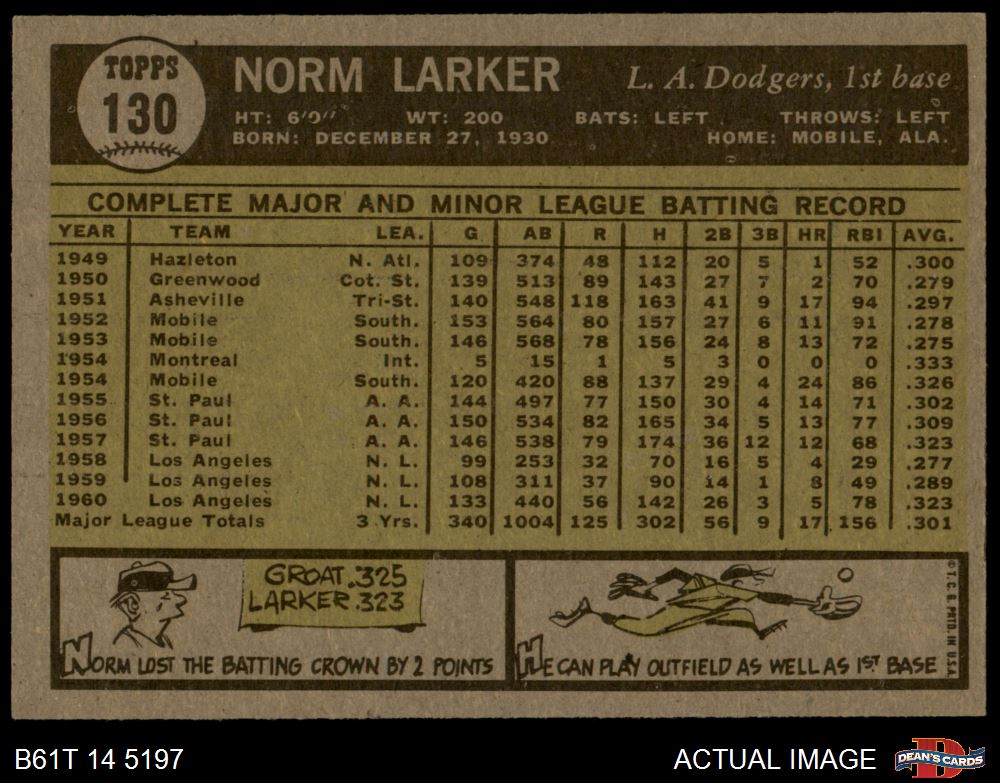 TOPPS
130
NORM LARKER
L. A. Dodgers, 1st base
HT: 6'0" WT: 200 BATS: LEFT THROWS: LEFT
BORN: DECEMBER 27, 1930 HOME: MOBILE, ALA.
COMPLETE MAJOR AND MINOR LEAGUE BATTING RECORD
YEAR TEAM LEA. G AB R H 2B 3B HR RBI AVG.
1949 Hazleton N. Atl. 109 374 48 112 20 5 1 52 .300
1950 Greenwood Cot. St. 139 513 89 143 27 7 2 70 .279
1951 Asheville Tri-St. 140 548 118 163 41 9 17 94 .297
1952 Mobile South. 153 564 80 157 27 6 11 91 .278
1953 Mobile South. 146 568 78 156 24 8 13 72 .275
1954 Montreal Int. 5 15 1 5 3 0 0 0 .333
1954 Mobile South. 120 420 88 137 29 4 24 86 .326
1955 St. Paul A. A. 144 497 77 150 30 4 14 71 .302
1956 St. Paul A. A. 150 534 82 165 34 5 13 77 .309
1957 St. Paul A. A. 146 538 79 174 36 12 12 68 .323
1958 Los Angeles N. L. 99 253 32 70 16 5 4 29 .277
1959 Los Angeles N. L. 108 311 37 90 14 1 8 49 .289
1960 Los Angeles N. L. 133 440 56 142 26 3 5 78 .323
Major League Totals 3 Yrs. 340 1004 125 302 56 9 17 156 .301
GROAT .325
LARKER .323
NORM LOST THE BATTING CROWN BY 2 POINTS
HE CAN PLAY OUTFIELD AS WELL AS 1ST BASE
© T. C. G. PRTD. IN U.S.A.
B61T 14 5197
ACTUAL IMAGE
DEAN'S CARDS